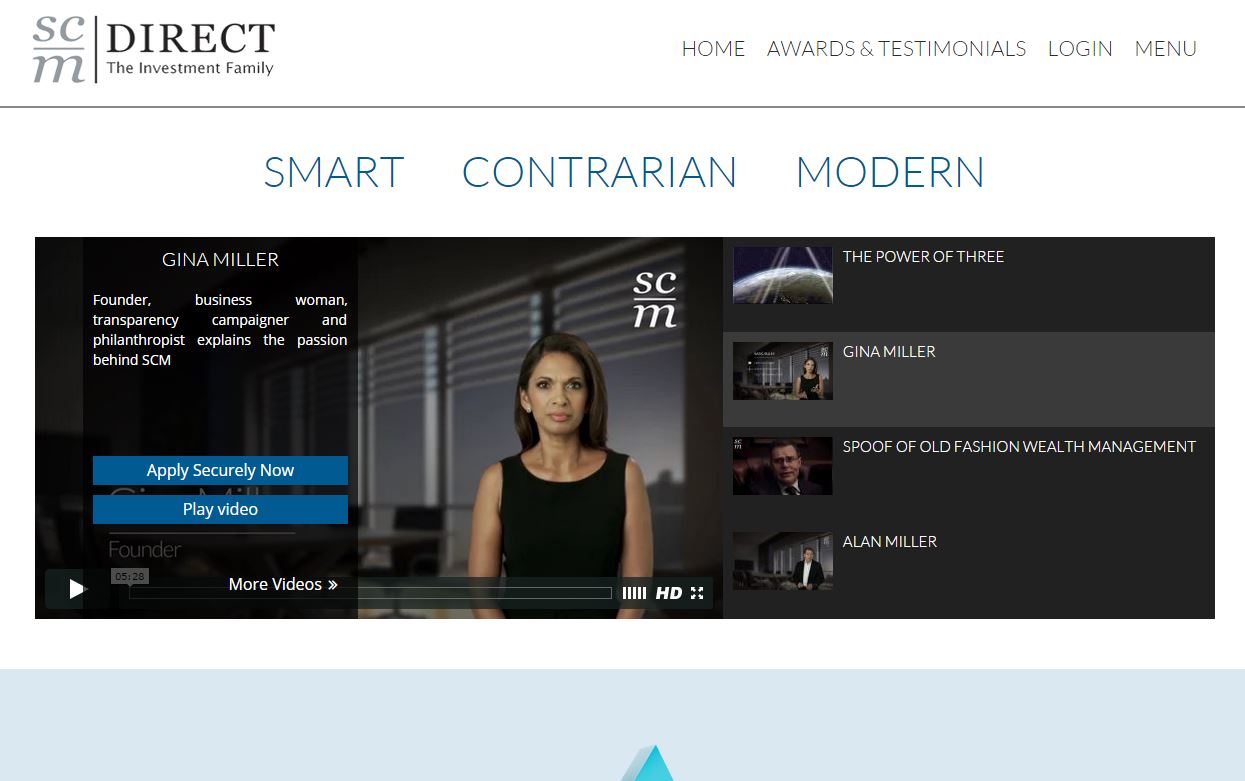 scm DIRECT
The Investment Family
HOME AWARDS & TESTIMONIALS LOGIN MENU
SMART CONTRARIAN MODERN
GINA MILLER
Founder, business woman,
transparency campaigner and
philanthropist explains the passion
behind SCM
Apply Securely Now
Play video
Founder
05:28
More Videos »
HD
scm
THE POWER OF THREE
GINA MILLER
SPOOF OF OLD FASHION WEALTH MANAGEMENT
ALAN MILLER